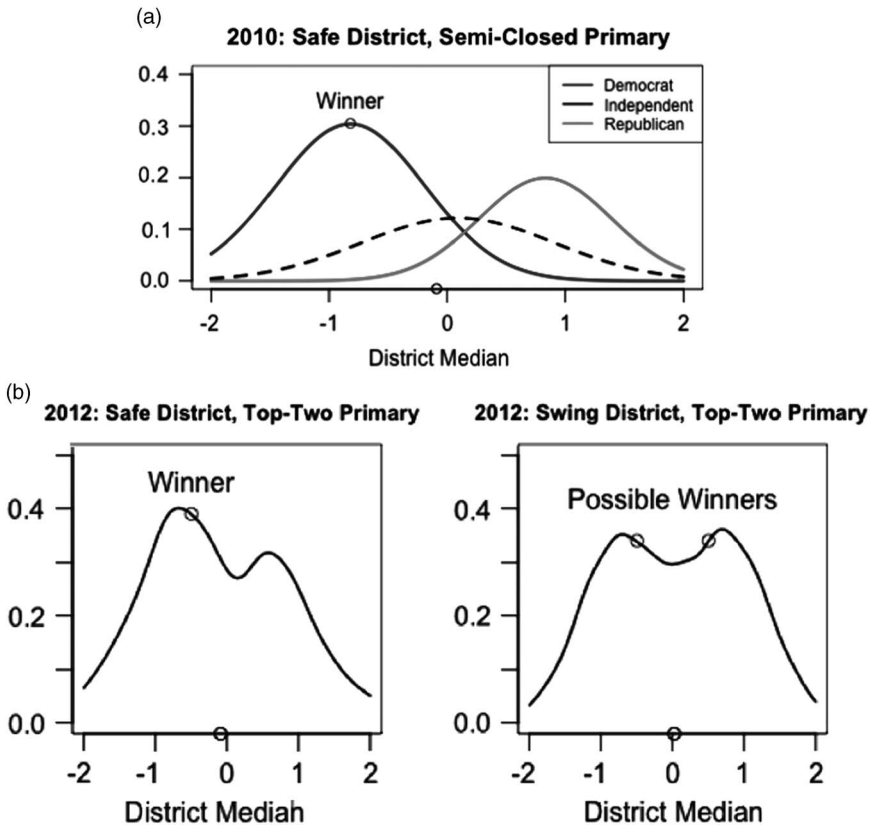 (a)
2010: Safe District, Semi-Closed Primary
0.4
0.3
0.2
0.1
0.0
Winner
Democrat
Independent
Republican
-2 -1 0 1 2
District Median
(b)
2012: Safe District, Top-Two Primary
0.4
0.2
0.0
Winner
-2 -1 0 1 2
District Mediah
2012: Swing District, Top-Two Primary
0.4
0.2
0.0
Possible Winners
-2 -1 0 1 2
District Median